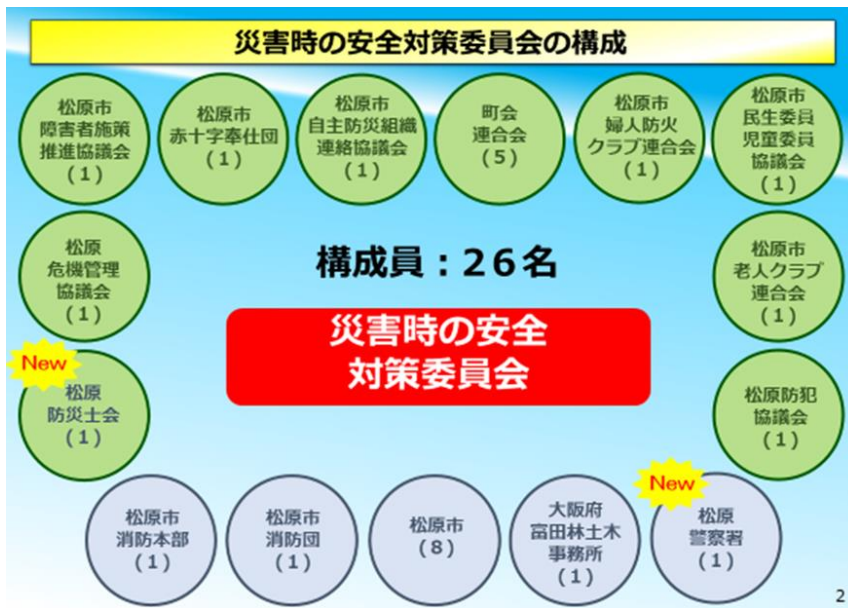 災害時の安全対策委員会の構成
松原市
障害者施策
推進協議会
(1)
松原市
赤十字奉仕団
(1)
松原市
自主防災組織
連絡協議会
(1)
町会
連合会
(5)
松原市
婦人防火
クラブ連合会
(1)
松原市
民生委員
児童委員
協議会
(1)
松原
危機管理
協議会
(1)
構成員：26名
松原市
老人クラブ
連合会
(1)
災害時の安全
対策委員会
New
松原
防災士会
(1)
松原防犯
協議会
(1)
松原市
消防本部
(1)
松原市
消防団
(1)
松原市
(8)
大阪府
富田林土木
事務所
(1)
New
松原
警察署
(1)
2